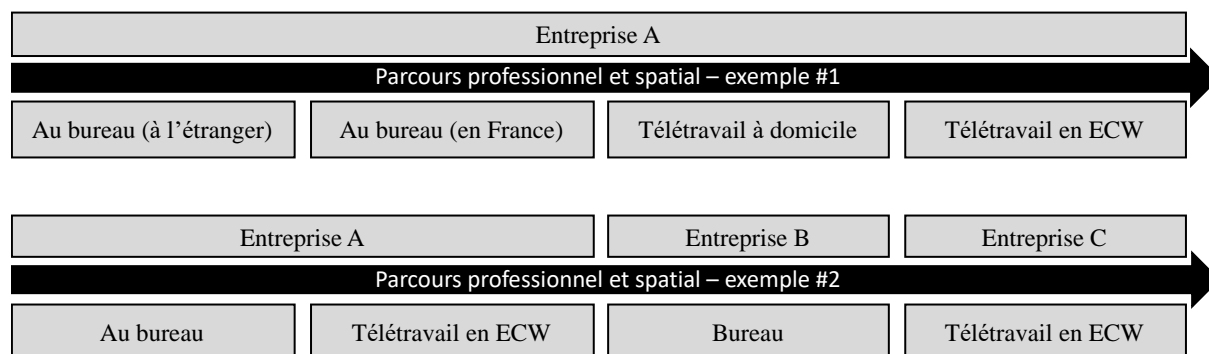 Entreprise A
Parcours professionnel et spatial – exemple #1
Au bureau (à l'étranger) Au bureau (en France) Télétravail à domicile Télétravail en ECW
Entreprise A Entreprise B Entreprise C
Parcours professionnel et spatial – exemple #2
Au bureau Télétravail en ECW Bureau Télétravail en ECW